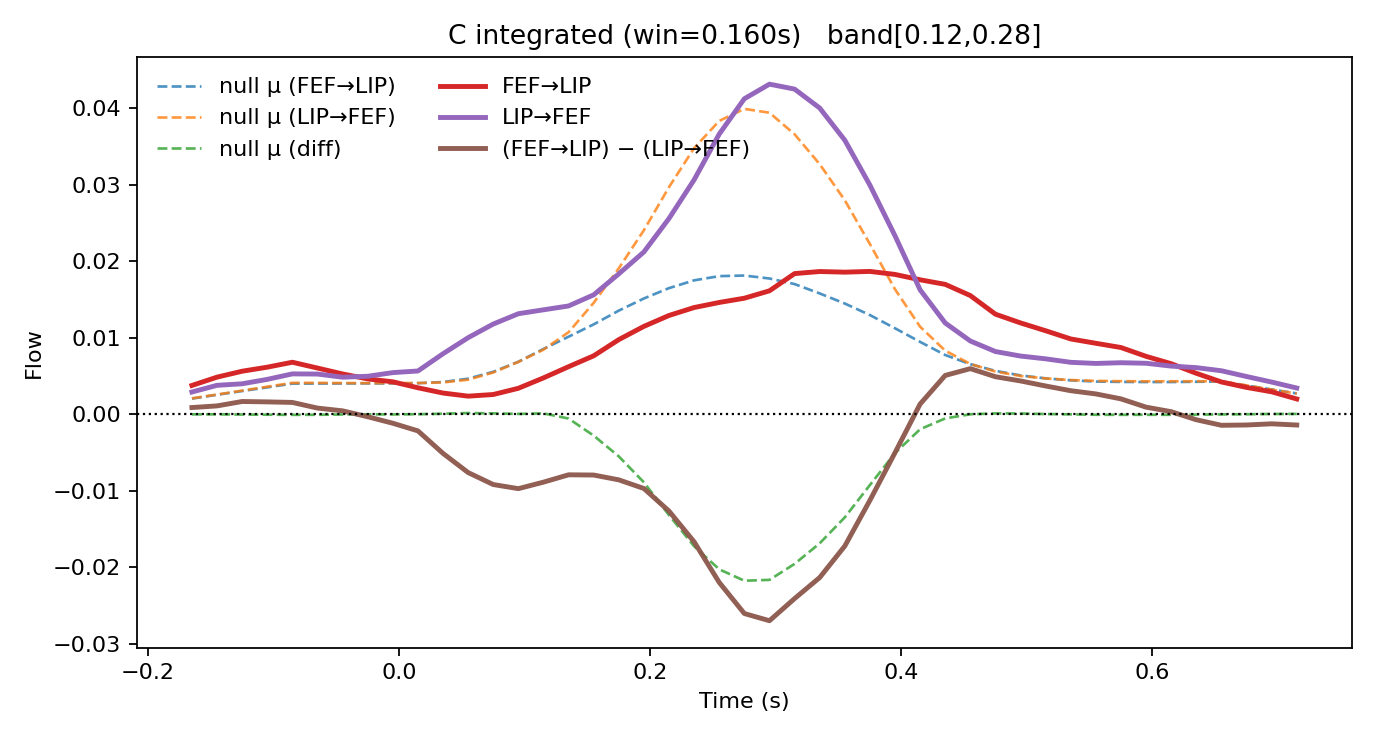 C integrated (win=0.160s)   band[0.12,0.28]
null μ (FEF→LIP)
null μ (LIP→FEF)
null μ (diff)
FEF→LIP
LIP→FEF
(FEF→LIP) − (LIP→FEF)
Flow
0.04
0.03
0.02
0.01
0.00
−0.01
−0.02
−0.03
−0.2
0.0
0.2
0.4
0.6
Time (s)